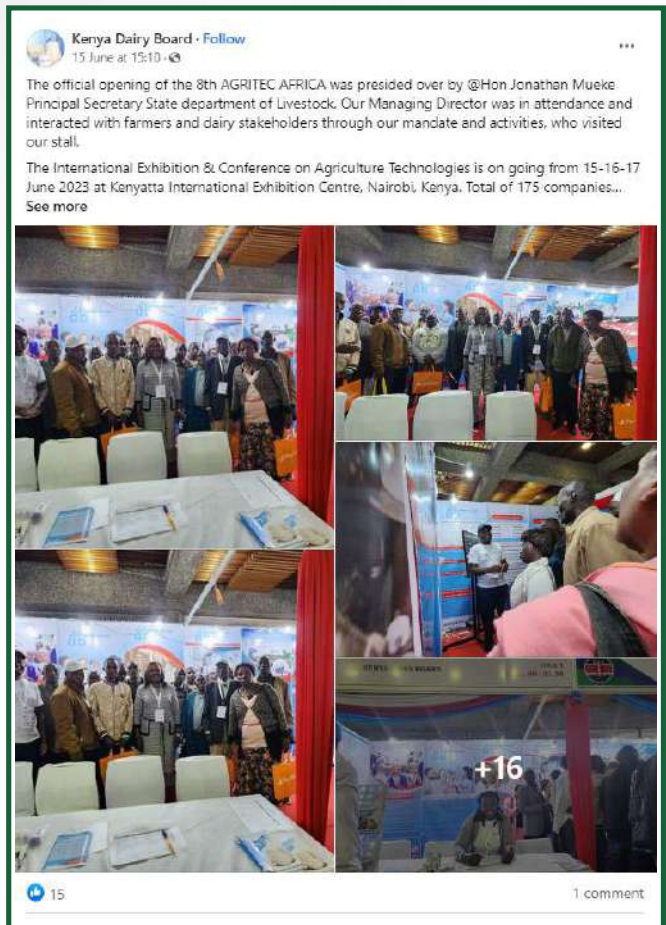 Kenya Dairy Board · Follow
15 June at 15:10 ·
The official opening of the 8th AGRITEC AFRICA was presided over by @Hon Jonathan Mueke
Principal Secretary State department of Livestock. Our Managing Director was in attendance and
interacted with farmers and dairy stakeholders through our mandate and activities, who visited
our stall.
The International Exhibition & Conference on Agriculture Technologies is on going from 15-16-17
June 2023 at Kenyatta International Exhibition Centre, Nairobi, Kenya. Total of 175 companies...
See more
+16
15
1 comment